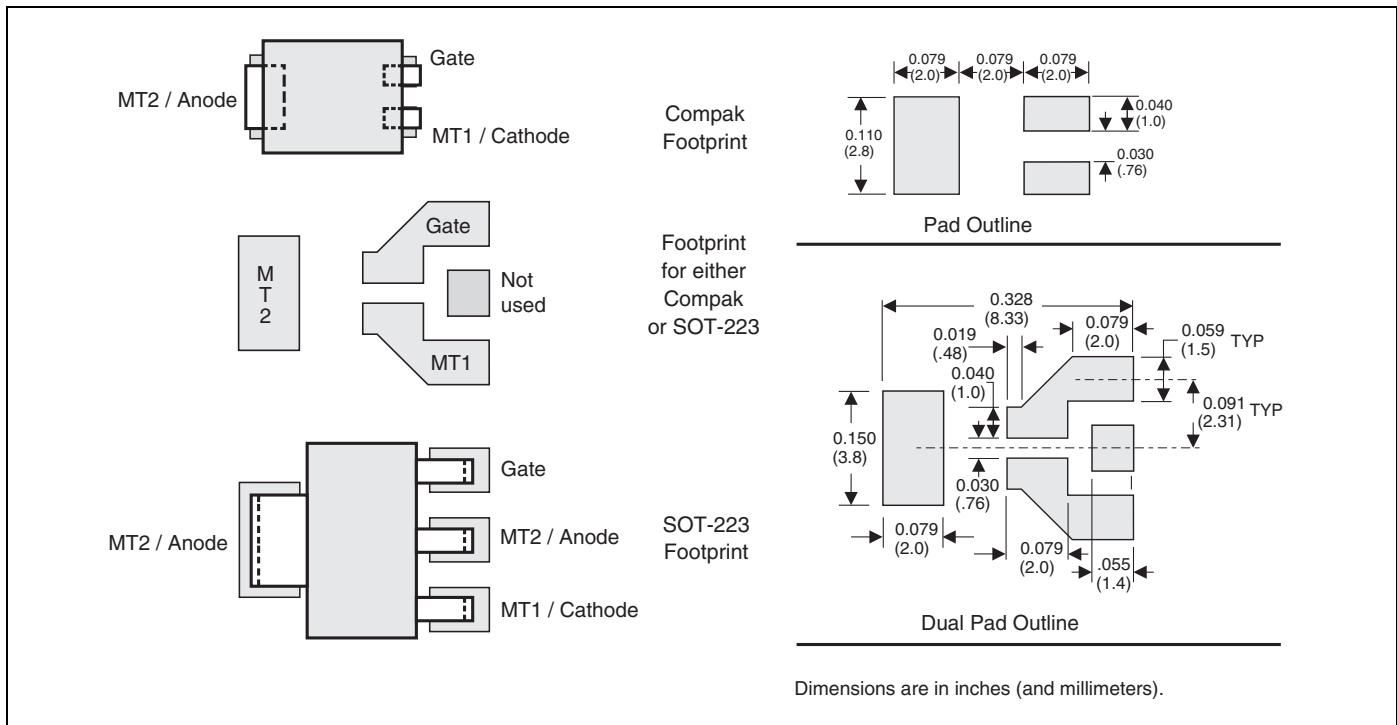 Gate
MT2 / Anode
MT1 / Cathode
Compak
Footprint
0.079
(2.0)
0.079
(2.0)
0.079
(2.0)
0.110
(2.8)
0.040
(1.0)
0.030
(.76)
Pad Outline
M
T
2
Gate
Not
used
MT1
Footprint
for either
Compak
or SOT-223
0.328
(8.33)
0.019
(.48)
0.079
(2.0)
0.059
(1.5)
TYP
0.040
(1.0)
0.091
(2.31)
TYP
0.150
(3.8)
0.030
(.76)
0.079
(2.0)
0.079
(2.0)
.055
(1.4)
Dual Pad Outline
MT2 / Anode
Gate
MT2 / Anode
MT1 / Cathode
SOT-223
Footprint
Dimensions are in inches (and millimeters).